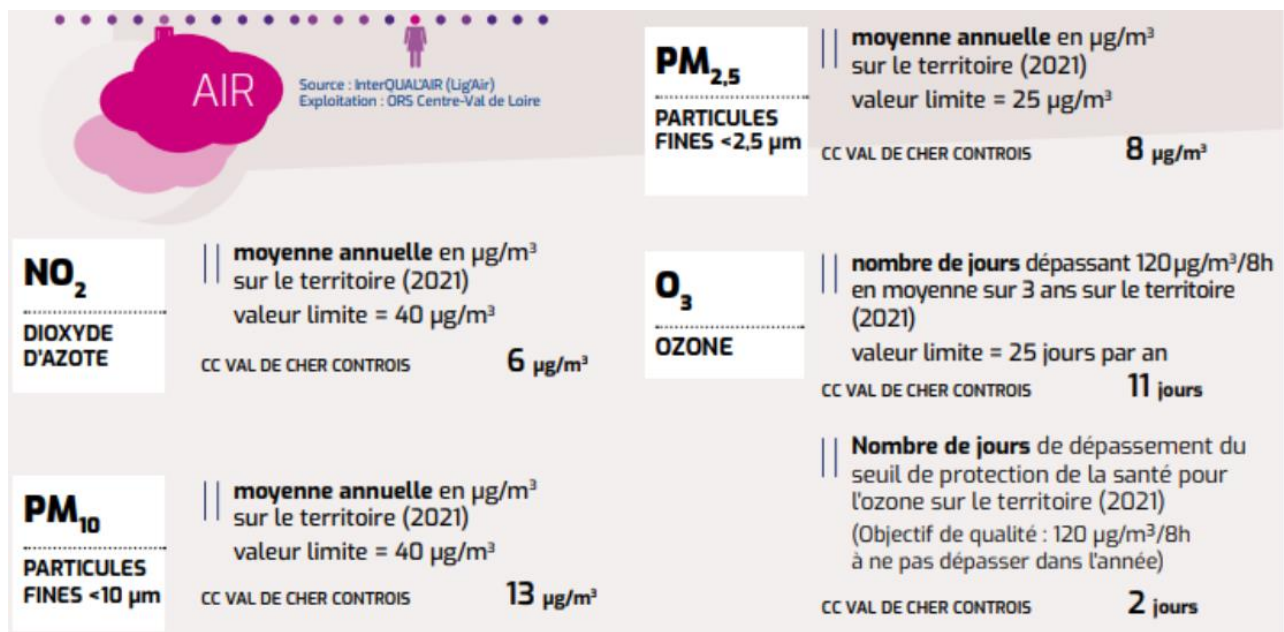 AIR
Source : InterQUAL'AIR (Lig'Air)
Exploitation : ORS Centre-Val de Loire
NO₂
DIOXYDE
D'AZOTE
moyenne annuelle en µg/m³
sur le territoire (2021)
valeur limite = 40 µg/m³
CC VAL DE CHER CONTROIS 6 µg/m³
PM₁₀
PARTICULES
FINES <10 µm
moyenne annuelle en µg/m³
sur le territoire (2021)
valeur limite = 40 µg/m³
CC VAL DE CHER CONTROIS 13 µg/m³
PM₂,₅
PARTICULES
FINES <2,5 µm
moyenne annuelle en µg/m³
sur le territoire (2021)
valeur limite = 25 µg/m³
CC VAL DE CHER CONTROIS 8 µg/m³
O₃
OZONE
nombre de jours dépassant 120µg/m³/8h
en moyenne sur 3 ans sur le territoire
(2021)
valeur limite = 25 jours par an
CC VAL DE CHER CONTROIS 11 jours
Nombre de jours de dépassement du
seuil de protection de la santé pour
l'ozone sur le territoire (2021)
(Objectif de qualité : 120 µg/m³/8h
à ne pas dépasser dans l'année)
CC VAL DE CHER CONTROIS 2 jours